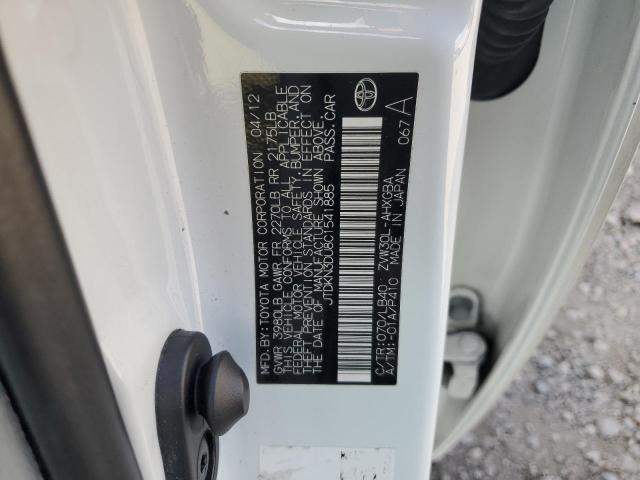 MFD. BY: TOYOTA MOTOR CORPORATION 04/12
GVWR 3980LB GAWR FR 2270LB RR 2175LB
THIS VEHICLE CONFORMS TO ALL APPLICABLE
FEDERAL MOTOR VEHICLE SAFETY, BUMPER, AND
THEFT PREVENTION STANDARDS IN EFFECT ON
THE DATE OF MANUFACTURE SHOWN ABOVE.
JTDKN3DU8C1541885 PASS. CAR
C/TR: 070/LB40 ZVW30L-AHXGBA 067 A
A/TM: 01A/P410 MADE IN JAPAN